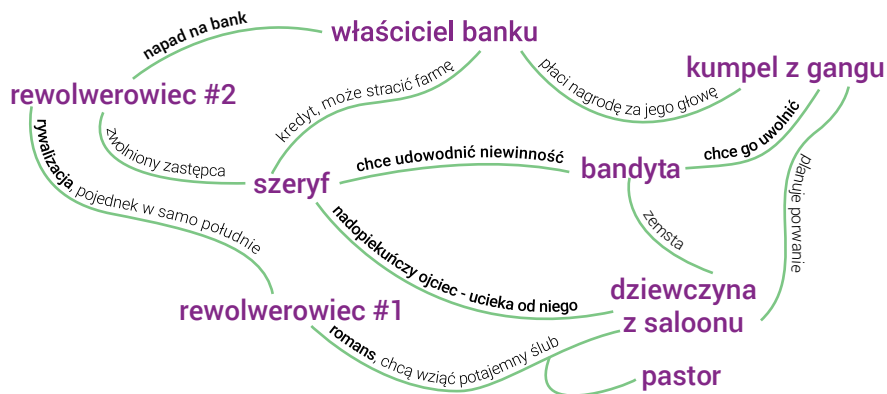 napad na bank
właściciel banku
płaci nagrodę za jego głowę
kumpel z gangu
rewolwerowiec #2
kredyt, może stracić farmę
zwolniony zastępca
szeryf
chce udowodnić niewinność
bandyta
chce go uwolnić
planuje porwanie
rywalizacja, pojednek w samo południe
nadopiekuńczy ojciec - ucieka od niego
zemsta
dziewczyna
z saloonu
rewolwerowiec #1
romans, chcą wziąć potajemny ślub
pastor